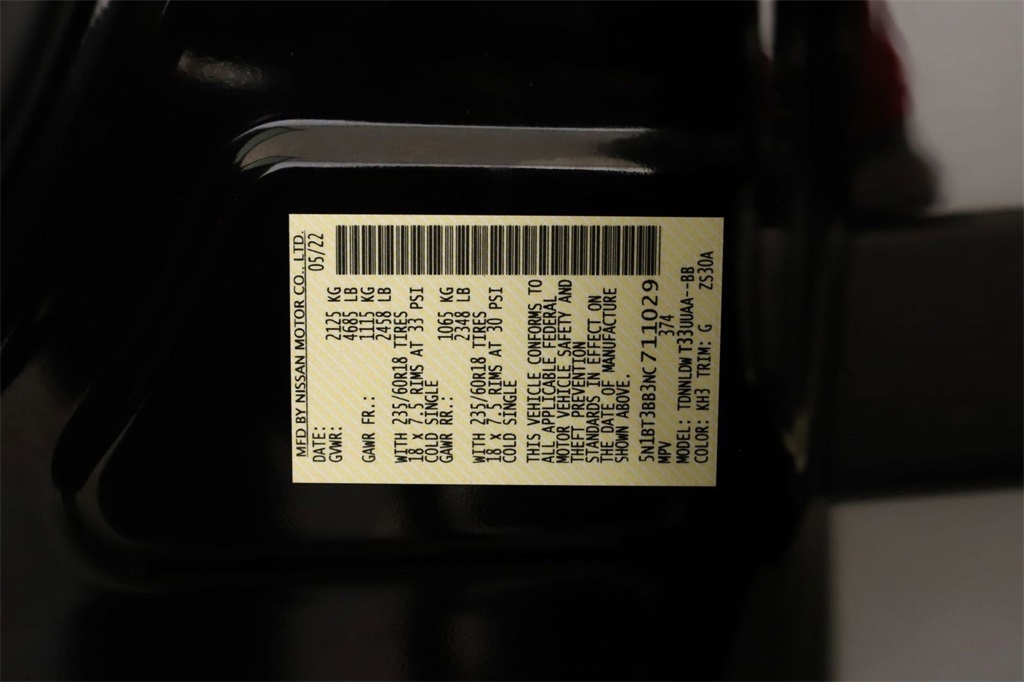 MFD BY NISSAN MOTOR CO., LTD.
DATE: 05/22
GVWR: 2125 KG
4685 LB
GAWR FR.: 1115 KG
2458 LB
WITH 235/60R18 TIRES
18 X 7.5 RIMS AT 33 PSI
COLD SINGLE
GAWR RR.: 1065 KG
2348 LB
WITH 235/60R18 TIRES
18 X 7.5 RIMS AT 30 PSI
COLD SINGLE
THIS VEHICLE CONFORMS TO
ALL APPLICABLE FEDERAL
MOTOR VEHICLE SAFETY AND
THEFT PREVENTION
STANDARDS IN EFFECT ON
THE DATE OF MANUFACTURE
SHOWN ABOVE.
5N1BT3BB3NC711029
MPV 374
MODEL: TDNNLDW T33UUAA--BB
COLOR: KH3 TRIM: G ZS30A